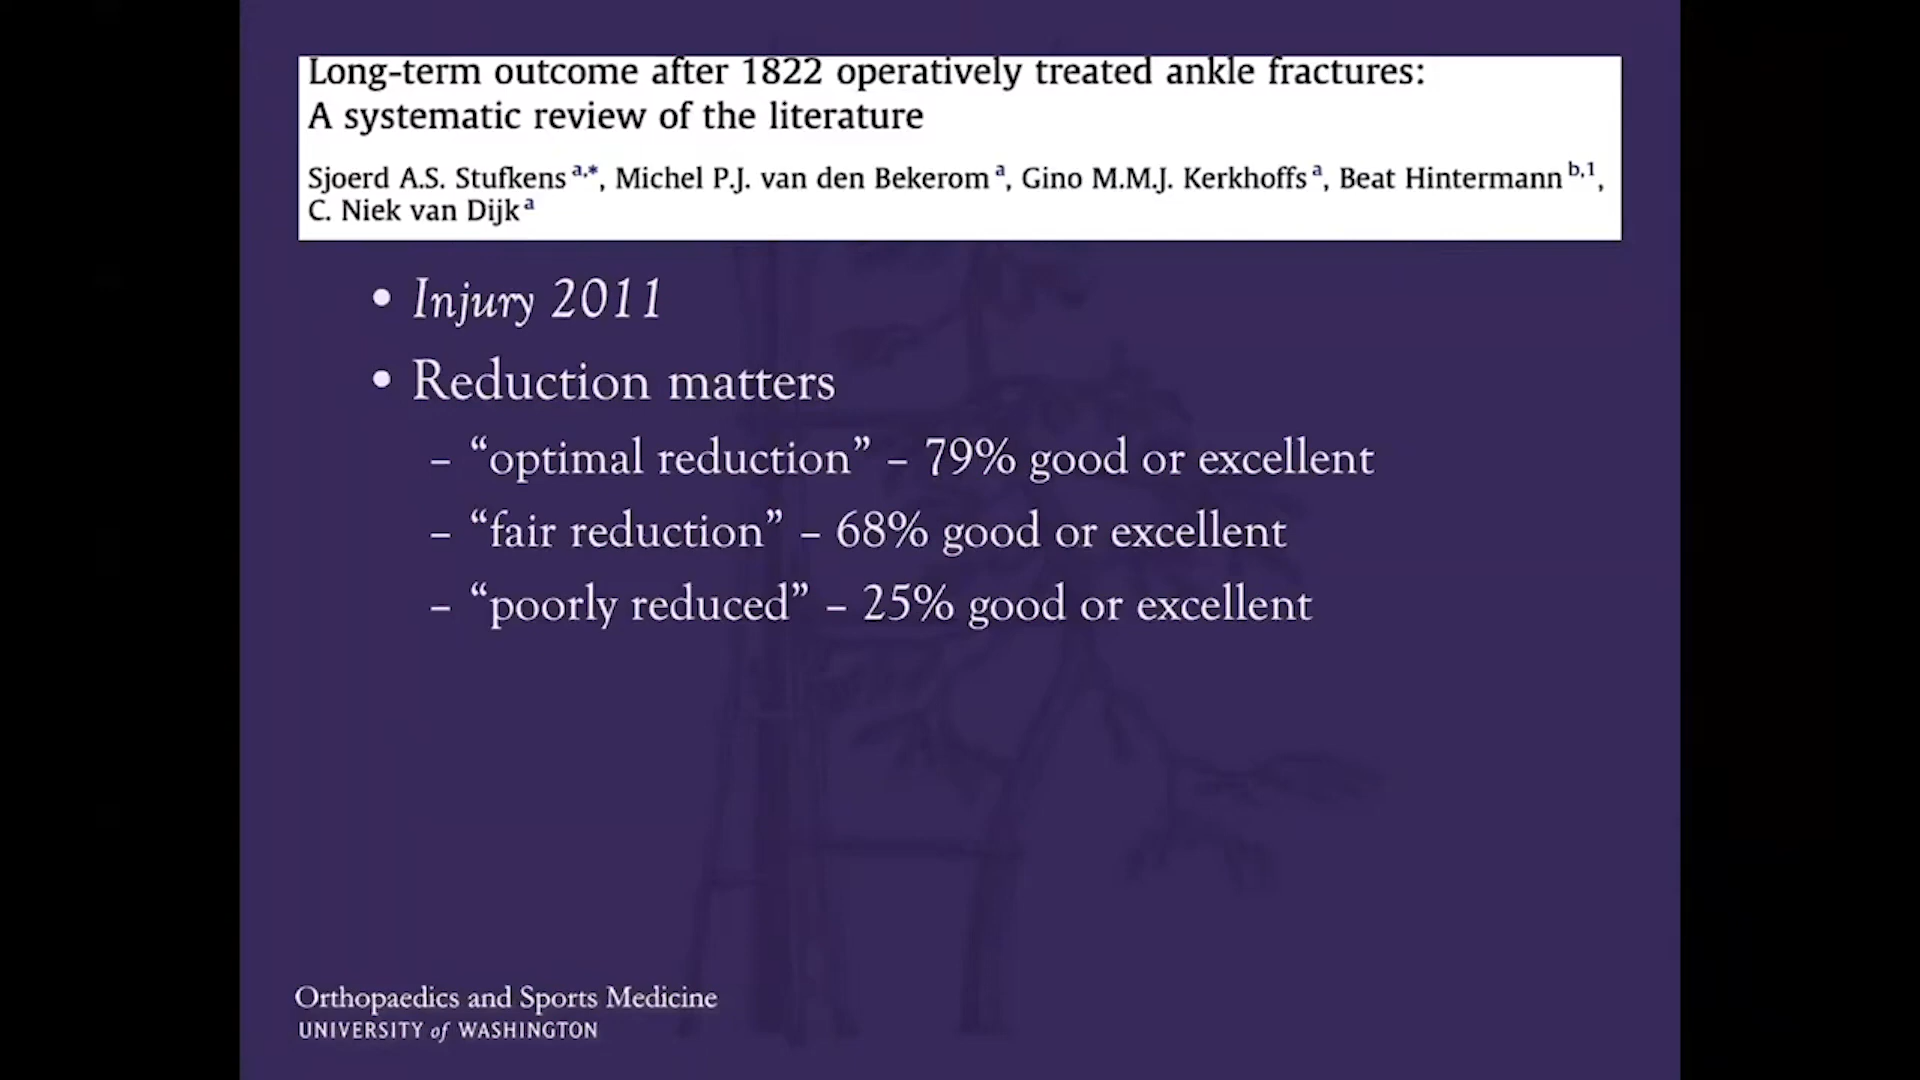 Long-term outcome after 1822 operatively treated ankle fractures:
A systematic review of the literature
Sjoerd A.S. Stufkens a,*, Michel P.J. van den Bekerom a, Gino M.M.J. Kerkhoffs a, Beat Hintermann b,1,
C. Niek van Dijk a
• Injury 2011
• Reduction matters
– “optimal reduction” – 79% good or excellent
– “fair reduction” – 68% good or excellent
– “poorly reduced” – 25% good or excellent
Orthopaedics and Sports Medicine
UNIVERSITY of WASHINGTON